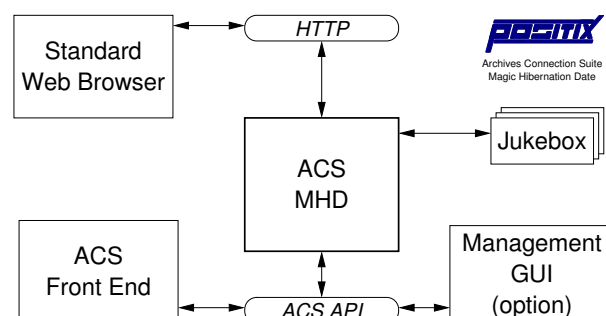 Standard
Web Browser
HTTP
POSITIX
Archives Connection Suite
Magic Hibernation Date
Jukebox
ACS
MHD
ACS
Front End
ACS API
Management
GUI
(option)